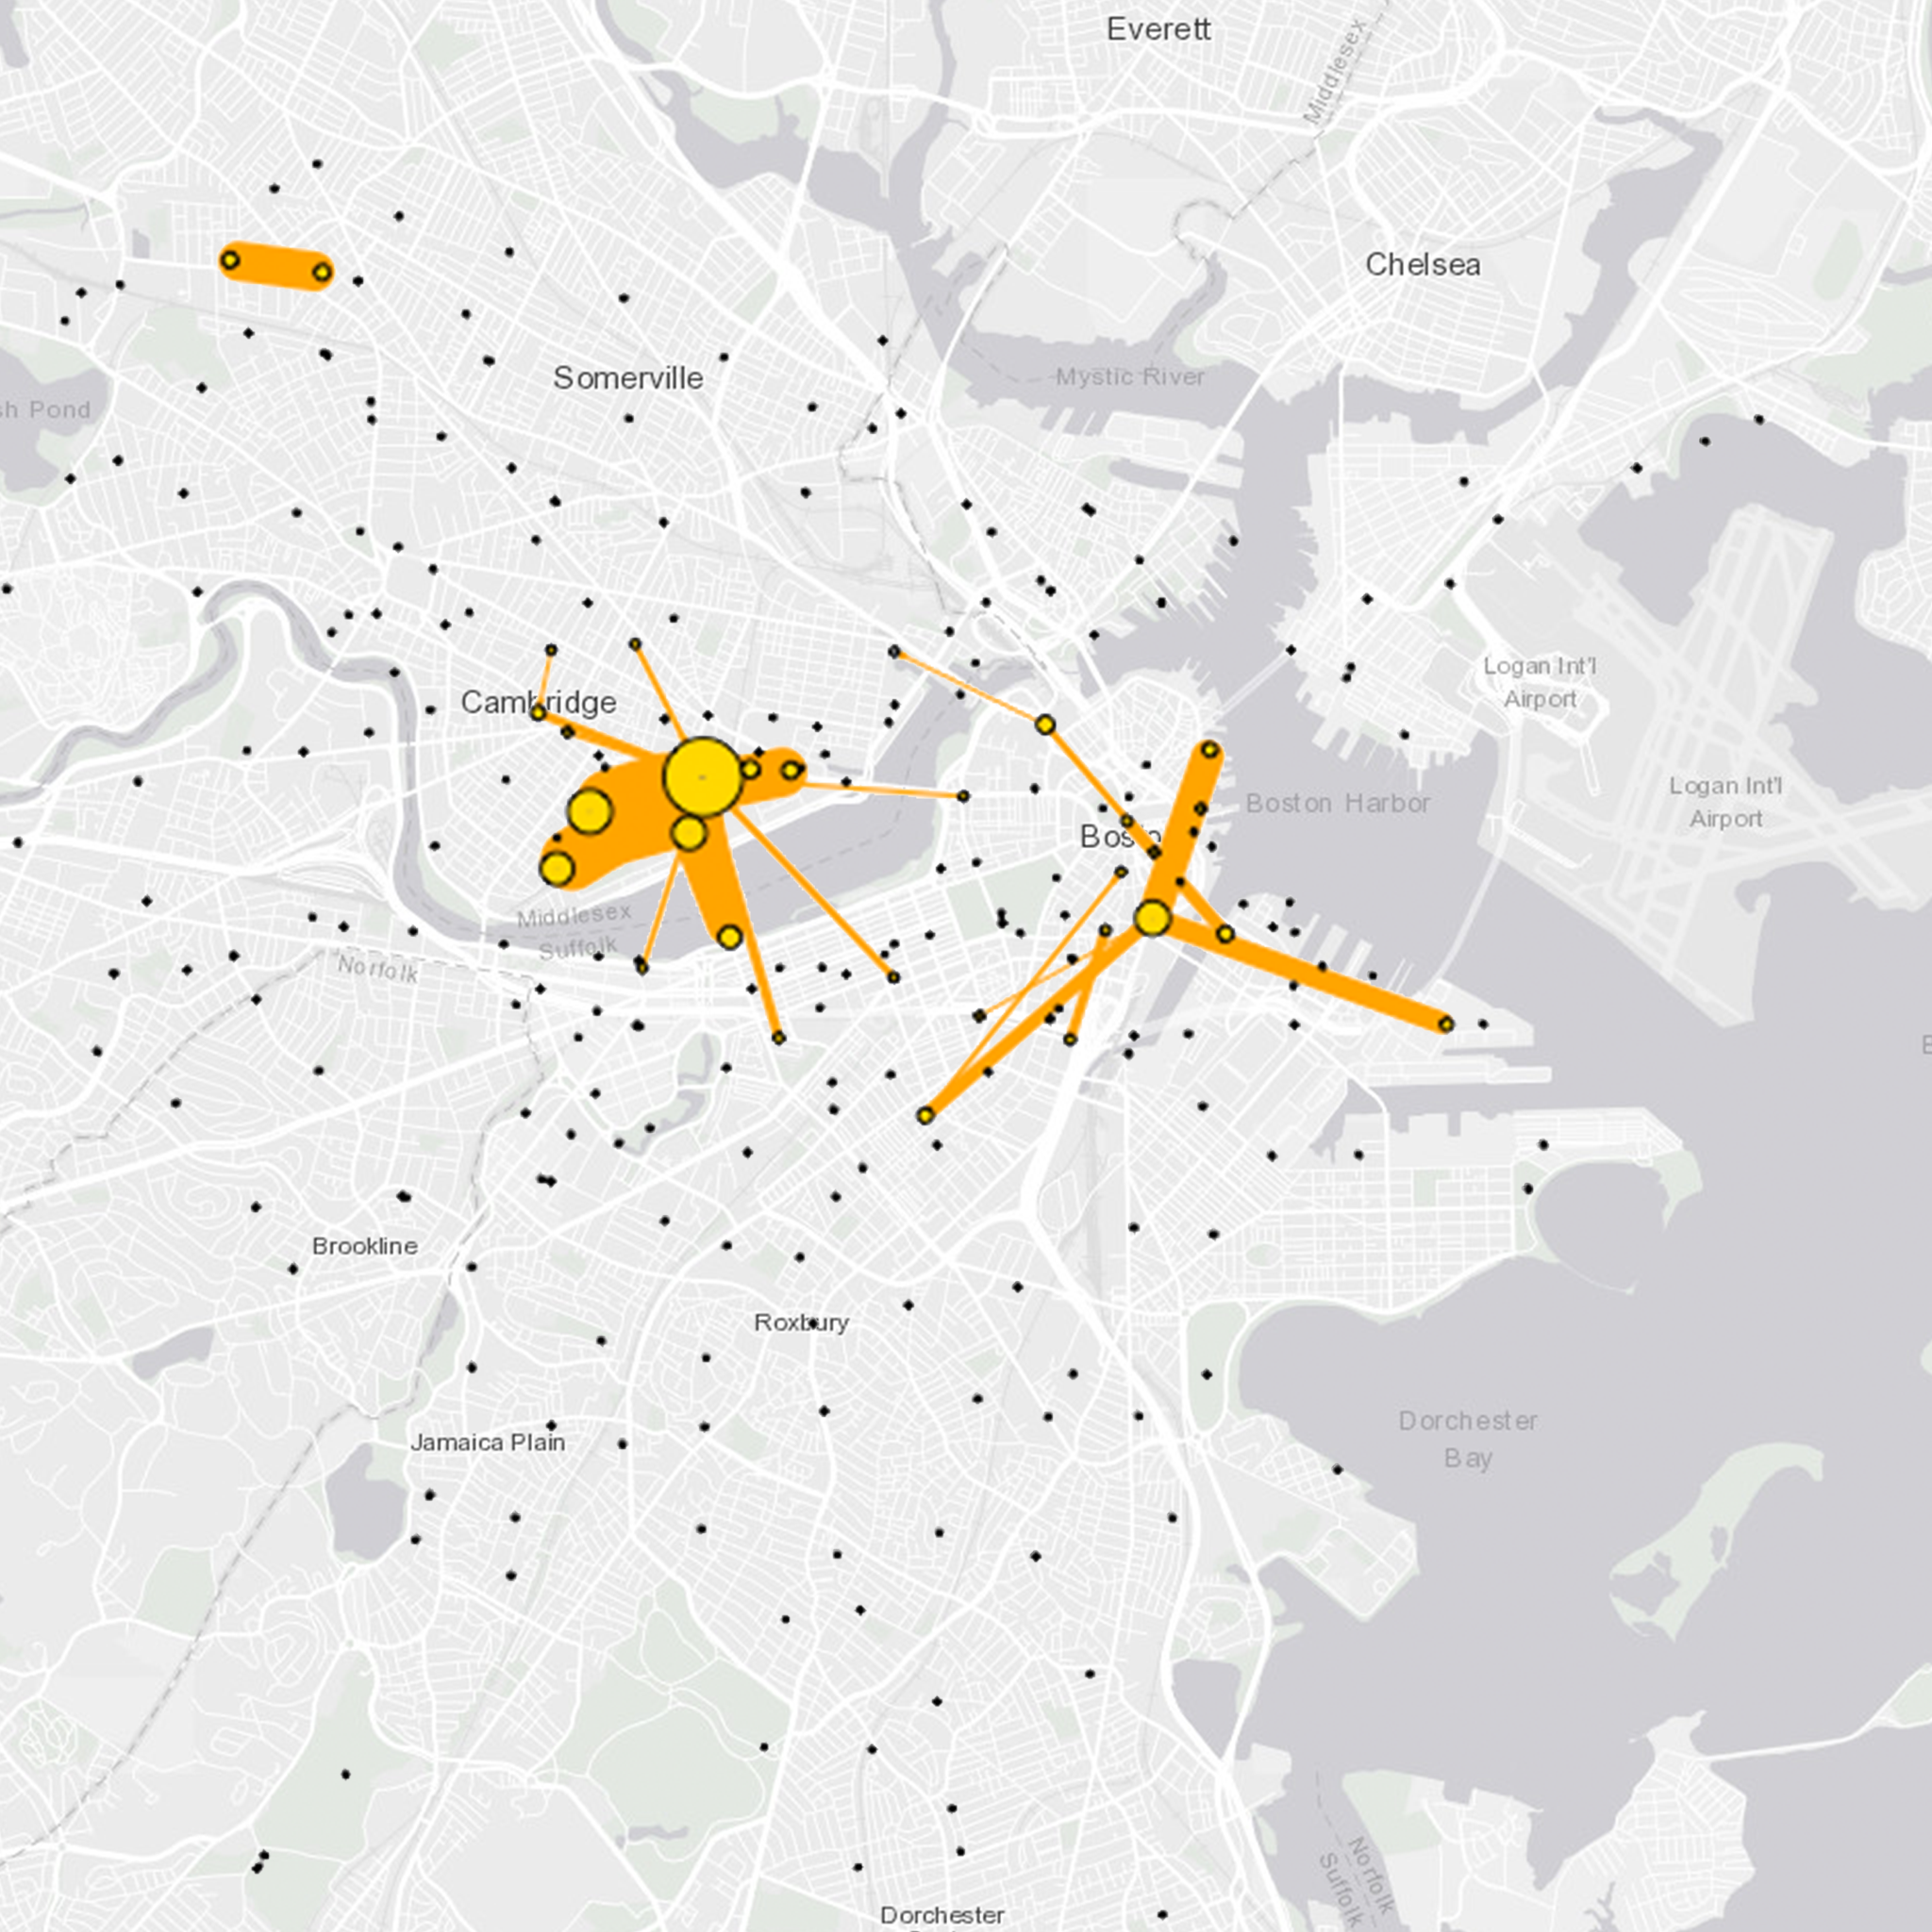 Everett
Middlesex
Chelsea
Somerville
Mystic River
sh Pond
Logan Int'l
Airport
Cambridge
Logan Int'l
Airport
Boston Harbor
Middlesex
Suffolk
Norfolk
Brookline
Roxbury
Dorchester
Bay
Jamaica Plain
Norfolk
Suffolk
Dorchester